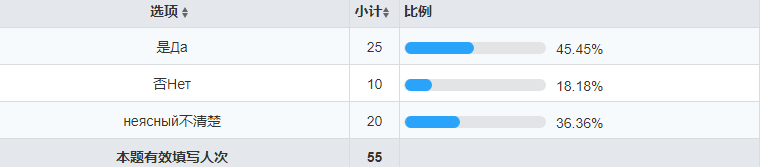 选项 小计 比例
是Да 25 45.45%
否Нет 10 18.18%
неясный不清楚 20 36.36%
本题有效填写人次 55